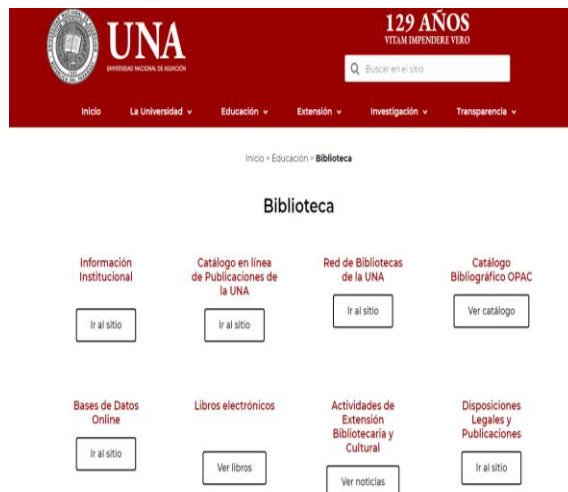 UNA
UNIVERSIDAD NACIONAL DE ASUNCIÓN
129 AÑOS
VITAM IMPENDERE VERO
Buscar en el sitio
Inicio
La Universidad
Educación
Extensión
Investigación
Transparencia
Inicio > Educación > Biblioteca
Biblioteca
Información
Institucional
Ir al sitio
Catálogo en línea
de Publicaciones de
la UNA
Ir al sitio
Red de Bibliotecas
de la UNA
Ir al sitio
Catálogo
Bibliográfico OPAC
Ver catálogo
Bases de Datos
Online
Ir al sitio
Libros electrónicos
Ver libros
Actividades de
Extensión
Bibliotecaria y
Cultural
Ver noticias
Disposiciones
Legales y
Publicaciones
Ir al sitio